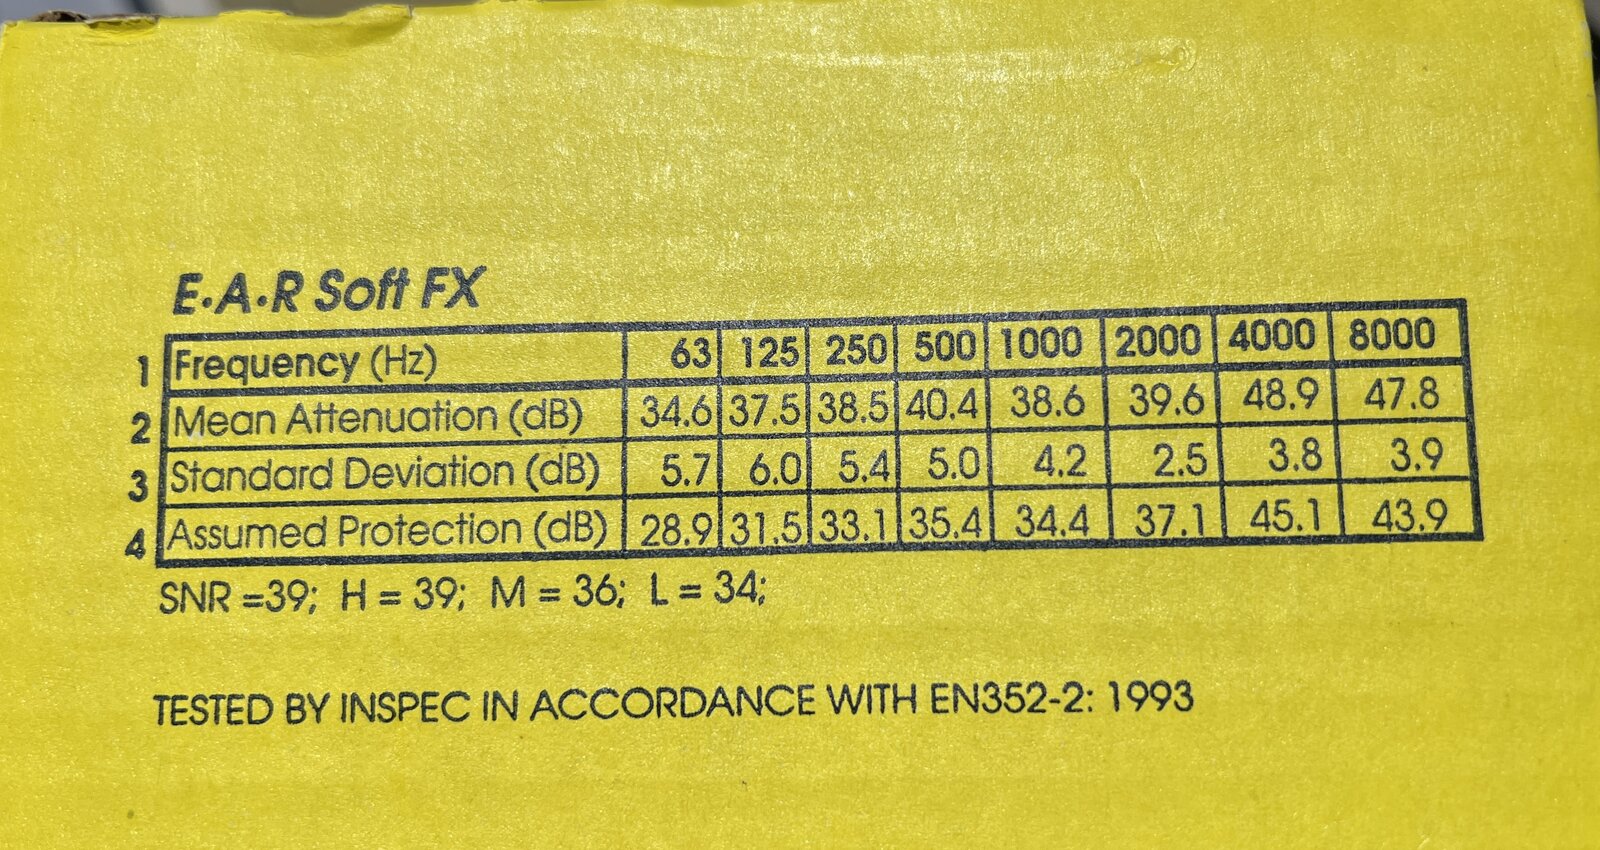 E·A·R Soft FX
1 Frequency (Hz) 63 125 250 500 1000 2000 4000 8000
2 Mean Attenuation (dB) 34.6 37.5 38.5 40.4 38.6 39.6 48.9 47.8
3 Standard Deviation (dB) 5.7 6.0 5.4 5.0 4.2 2.5 3.8 3.9
4 Assumed Protection (dB) 28.9 31.5 33.1 35.4 34.4 37.1 45.1 43.9
SNR =39; H = 39; M = 36; L = 34;
TESTED BY INSPEC IN ACCORDANCE WITH EN352-2: 1993